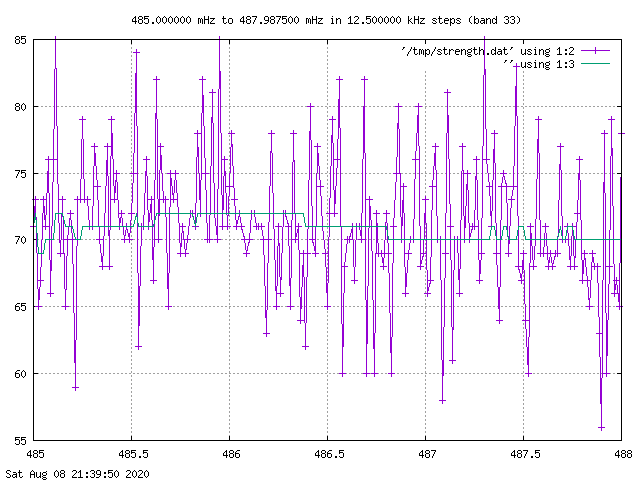 485.000000 mHz to 487.987500 mHz in 12.500000 kHz steps (band 33)
'/tmp/strength.dat' using 1:2
'' using 1:3
85
80
75
70
65
60
55
485 485.5 486 486.5 487 487.5 488
Sat Aug 08 21:39:50 2020